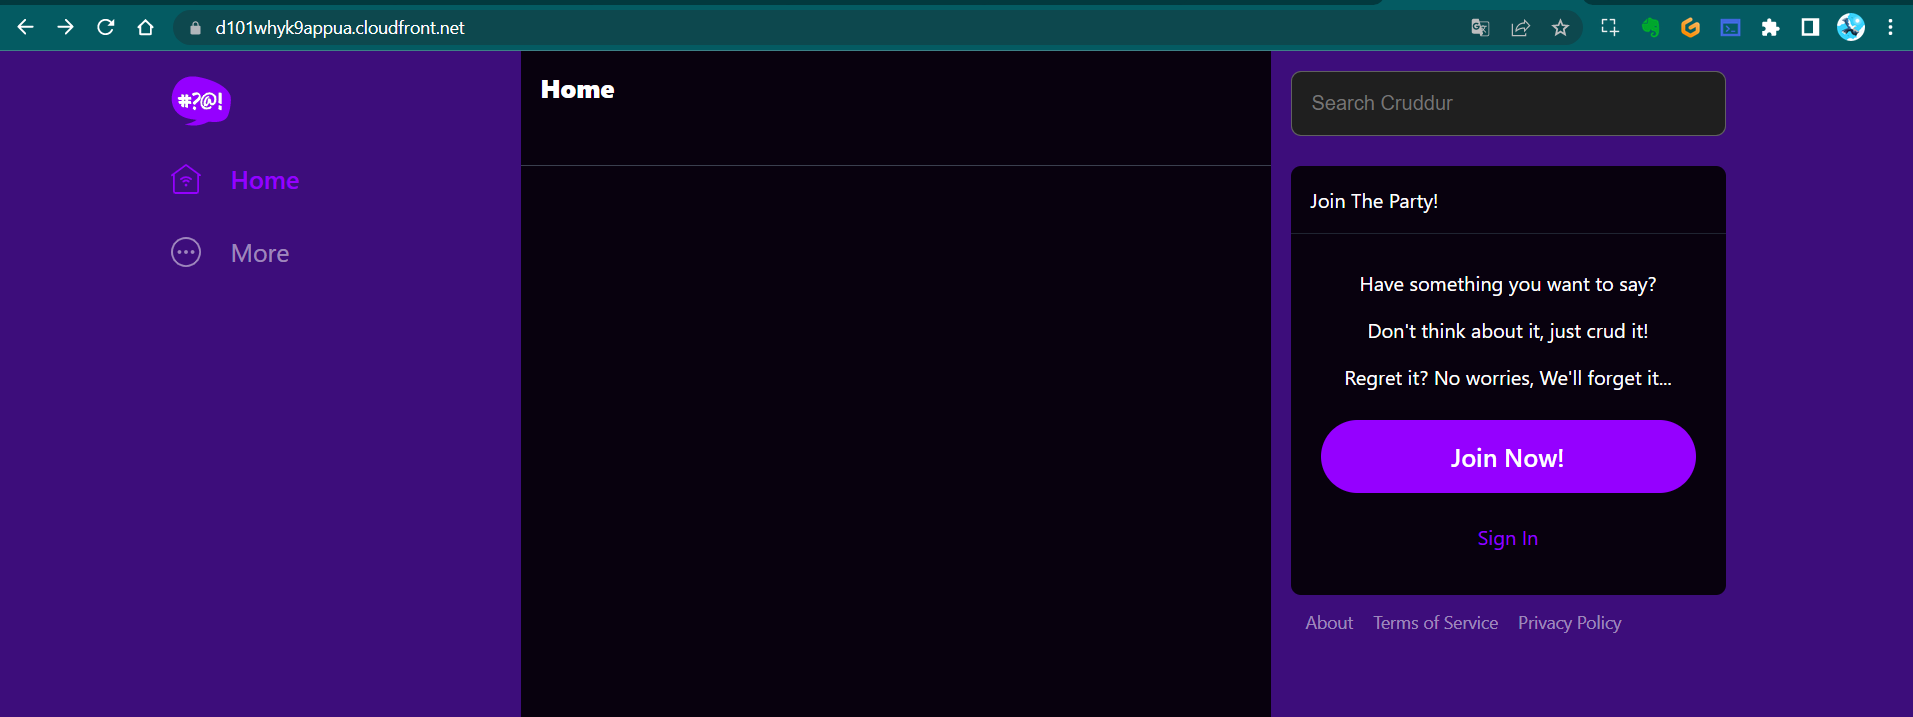 d101whyk9appua.cloudfront.net
#?@!
Home
More
Home
Search Cruddur
Join The Party!
Have something you want to say?
Don't think about it, just crud it!
Regret it? No worries, We'll forget it...
Join Now!
Sign In
About Terms of Service Privacy Policy